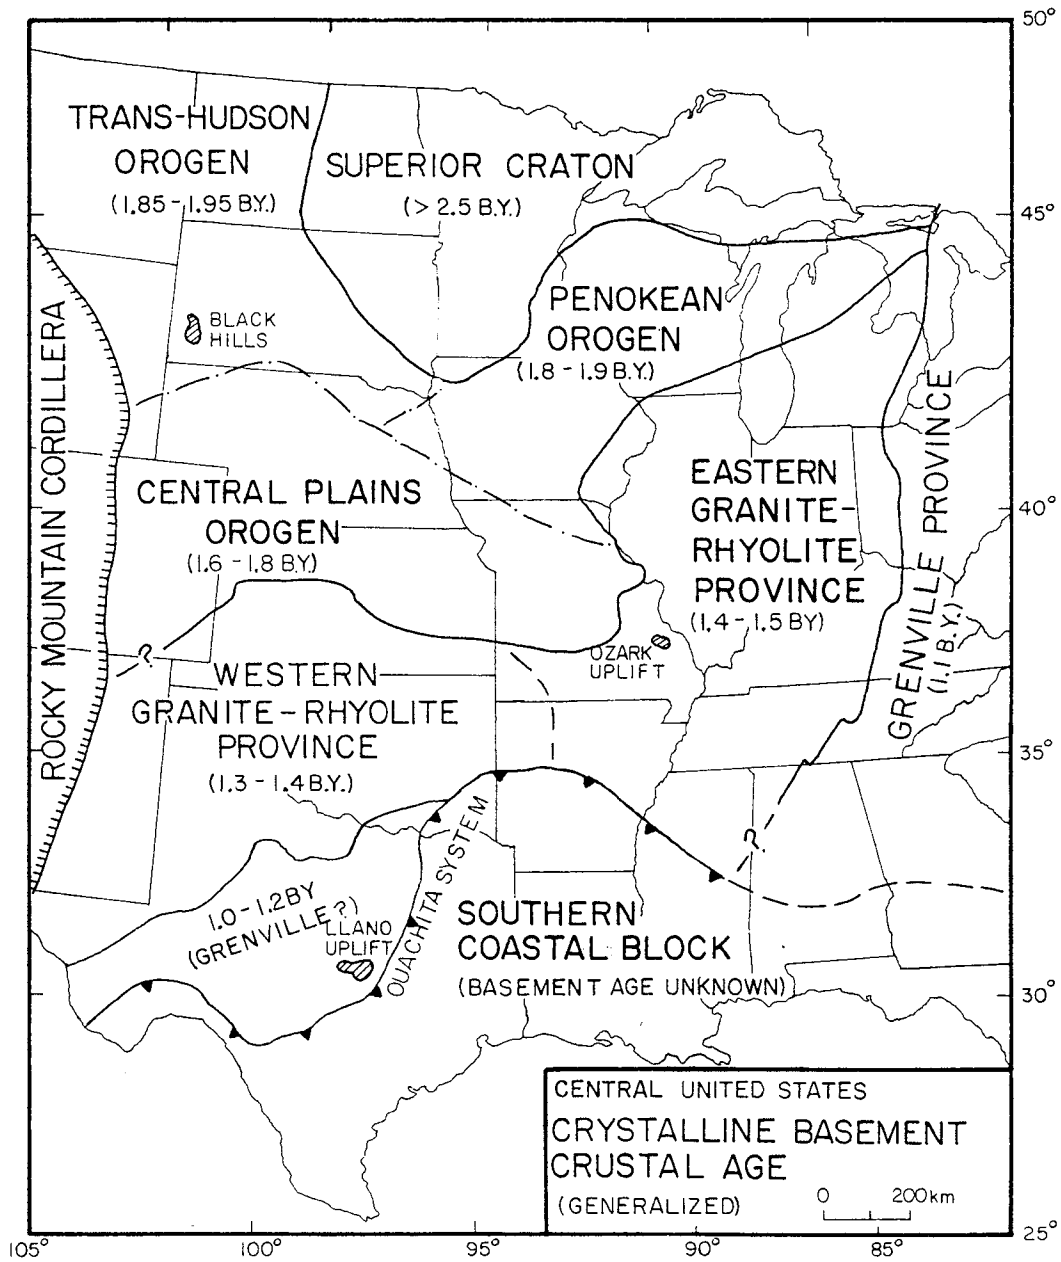 50°
TRANS-HUDSON
OROGEN
(1.85 - 1.95 B.Y.)
SUPERIOR CRATON
(> 2.5 B.Y.)
45°
PENOKEAN
OROGEN
(1.8 - 1.9 B.Y.)
BLACK
HILLS
ROCKY MOUNTAIN CORDILLERA
CENTRAL PLAINS
OROGEN
(1.6 - 1.8 B.Y.)
EASTERN
GRANITE-
RHYOLITE
PROVINCE
(1.4 - 1.5 BY)
GRENVILLE PROVINCE
(1.1 B.Y.)
40°
?
OZARK
UPLIFT
WESTERN
GRANITE-RHYOLITE
PROVINCE
(1.3 - 1.4 B.Y.)
35°
?
1.0-1.2BY
(GRENVILLE?)
LLANO
UPLIFT
OUACHITA SYSTEM
SOUTHERN
COASTAL BLOCK
(BASEMENT AGE UNKNOWN)
30°
CENTRAL UNITED STATES
CRYSTALLINE BASEMENT
CRUSTAL AGE
(GENERALIZED)
0 200km
25°
105° 100° 95° 90° 85°